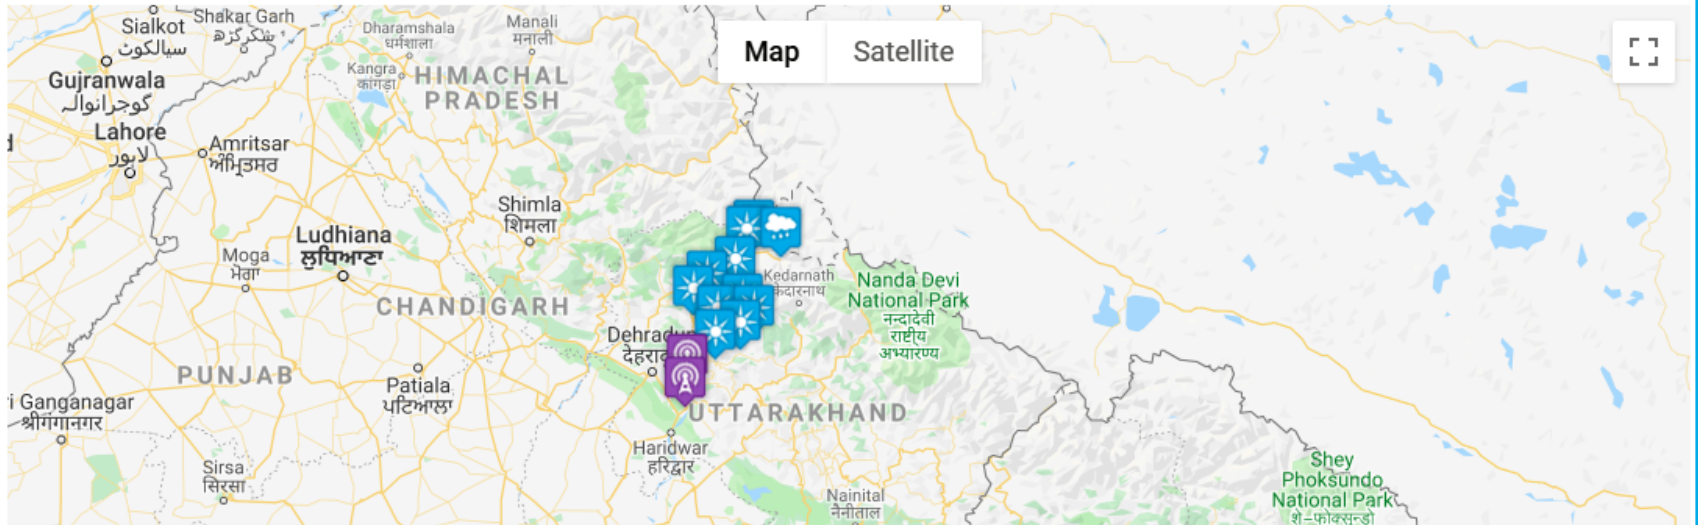 Sialkot
سیالکوٹ
Shakar Garh
شکرگڑھ
Dharamshala
धर्मशाला
Manali
मनाली
Map
Satellite
Gujranwala
گوجرانوالہ
Kangra
कांगड़ा
HIMACHAL
PRADESH
Lahore
لاہور
d
Amritsar
ਅੰਮ੍ਰਿਤਸਰ
Shimla
शिमला
Ludhiana
ਲੁਧਿਆਣਾ
Moga
ਮੋਗਾ
Kedarnath
केदारनाथ
Nanda Devi
National Park
नन्दादेवी
राष्ट्रीय
अभ्यारण्य
CHANDIGARH
Dehradun
PUNJAB
Patiala
ਪਟਿਆਲਾ
i Ganganagar
श्रीगंगानगर
UTTARAKHAND
Haridwar
हरिद्वार
Sirsa
सिरसा
Nainital
नैनीताल
Shey
Phoksundo
National Park
शे-फोक्सुन्डो